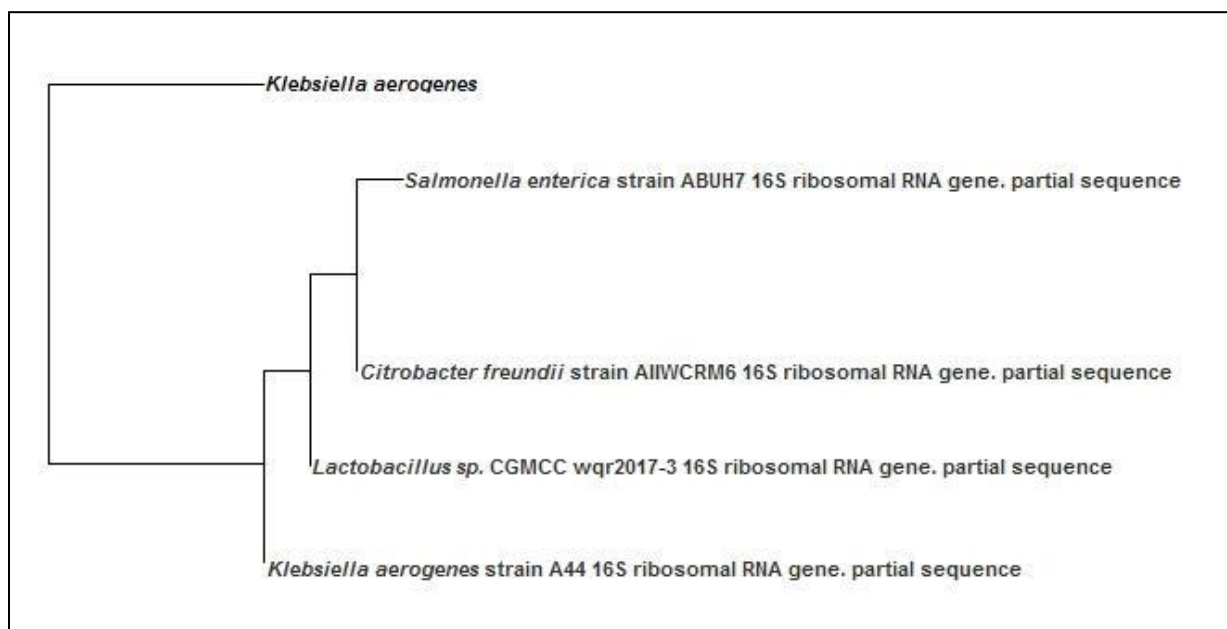 Klebsiella aerogenes
Salmonella enterica strain ABUH7 16S ribosomal RNA gene. partial sequence
Citrobacter freundii strain AIIWCRM6 16S ribosomal RNA gene. partial sequence
Lactobacillus sp. CGMCC wqr2017-3 16S ribosomal RNA gene. partial sequence
Klebsiella aerogenes strain A44 16S ribosomal RNA gene. partial sequence